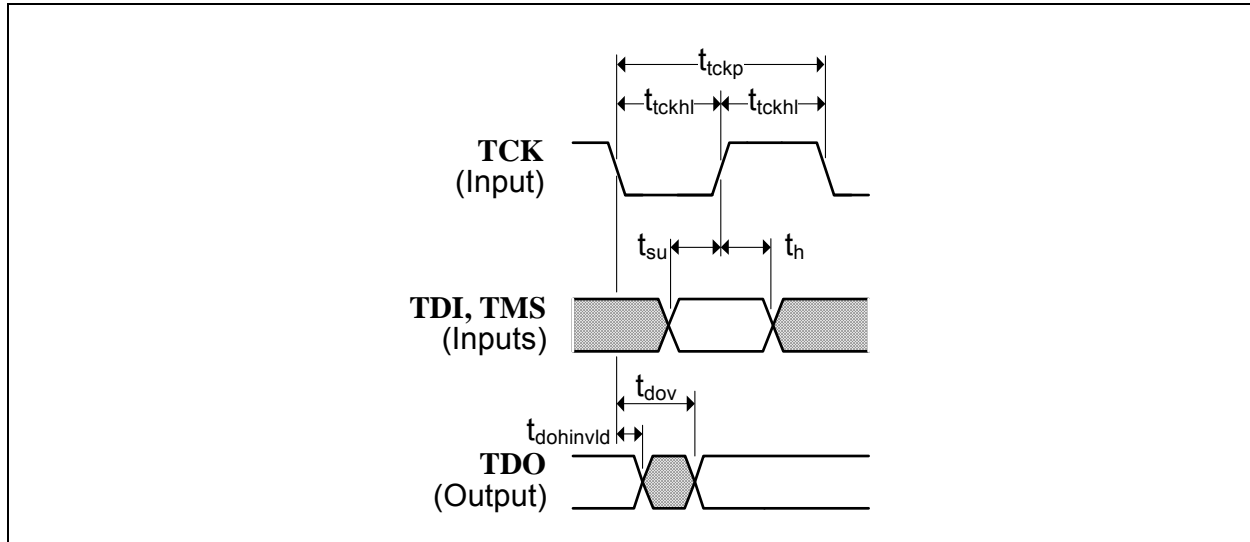 t_tckp
t_tckhl t_tckhl
TCK
(Input)
t_su t_h
TDI, TMS
(Inputs)
t_dov
t_dohinvld
TDO
(Output)